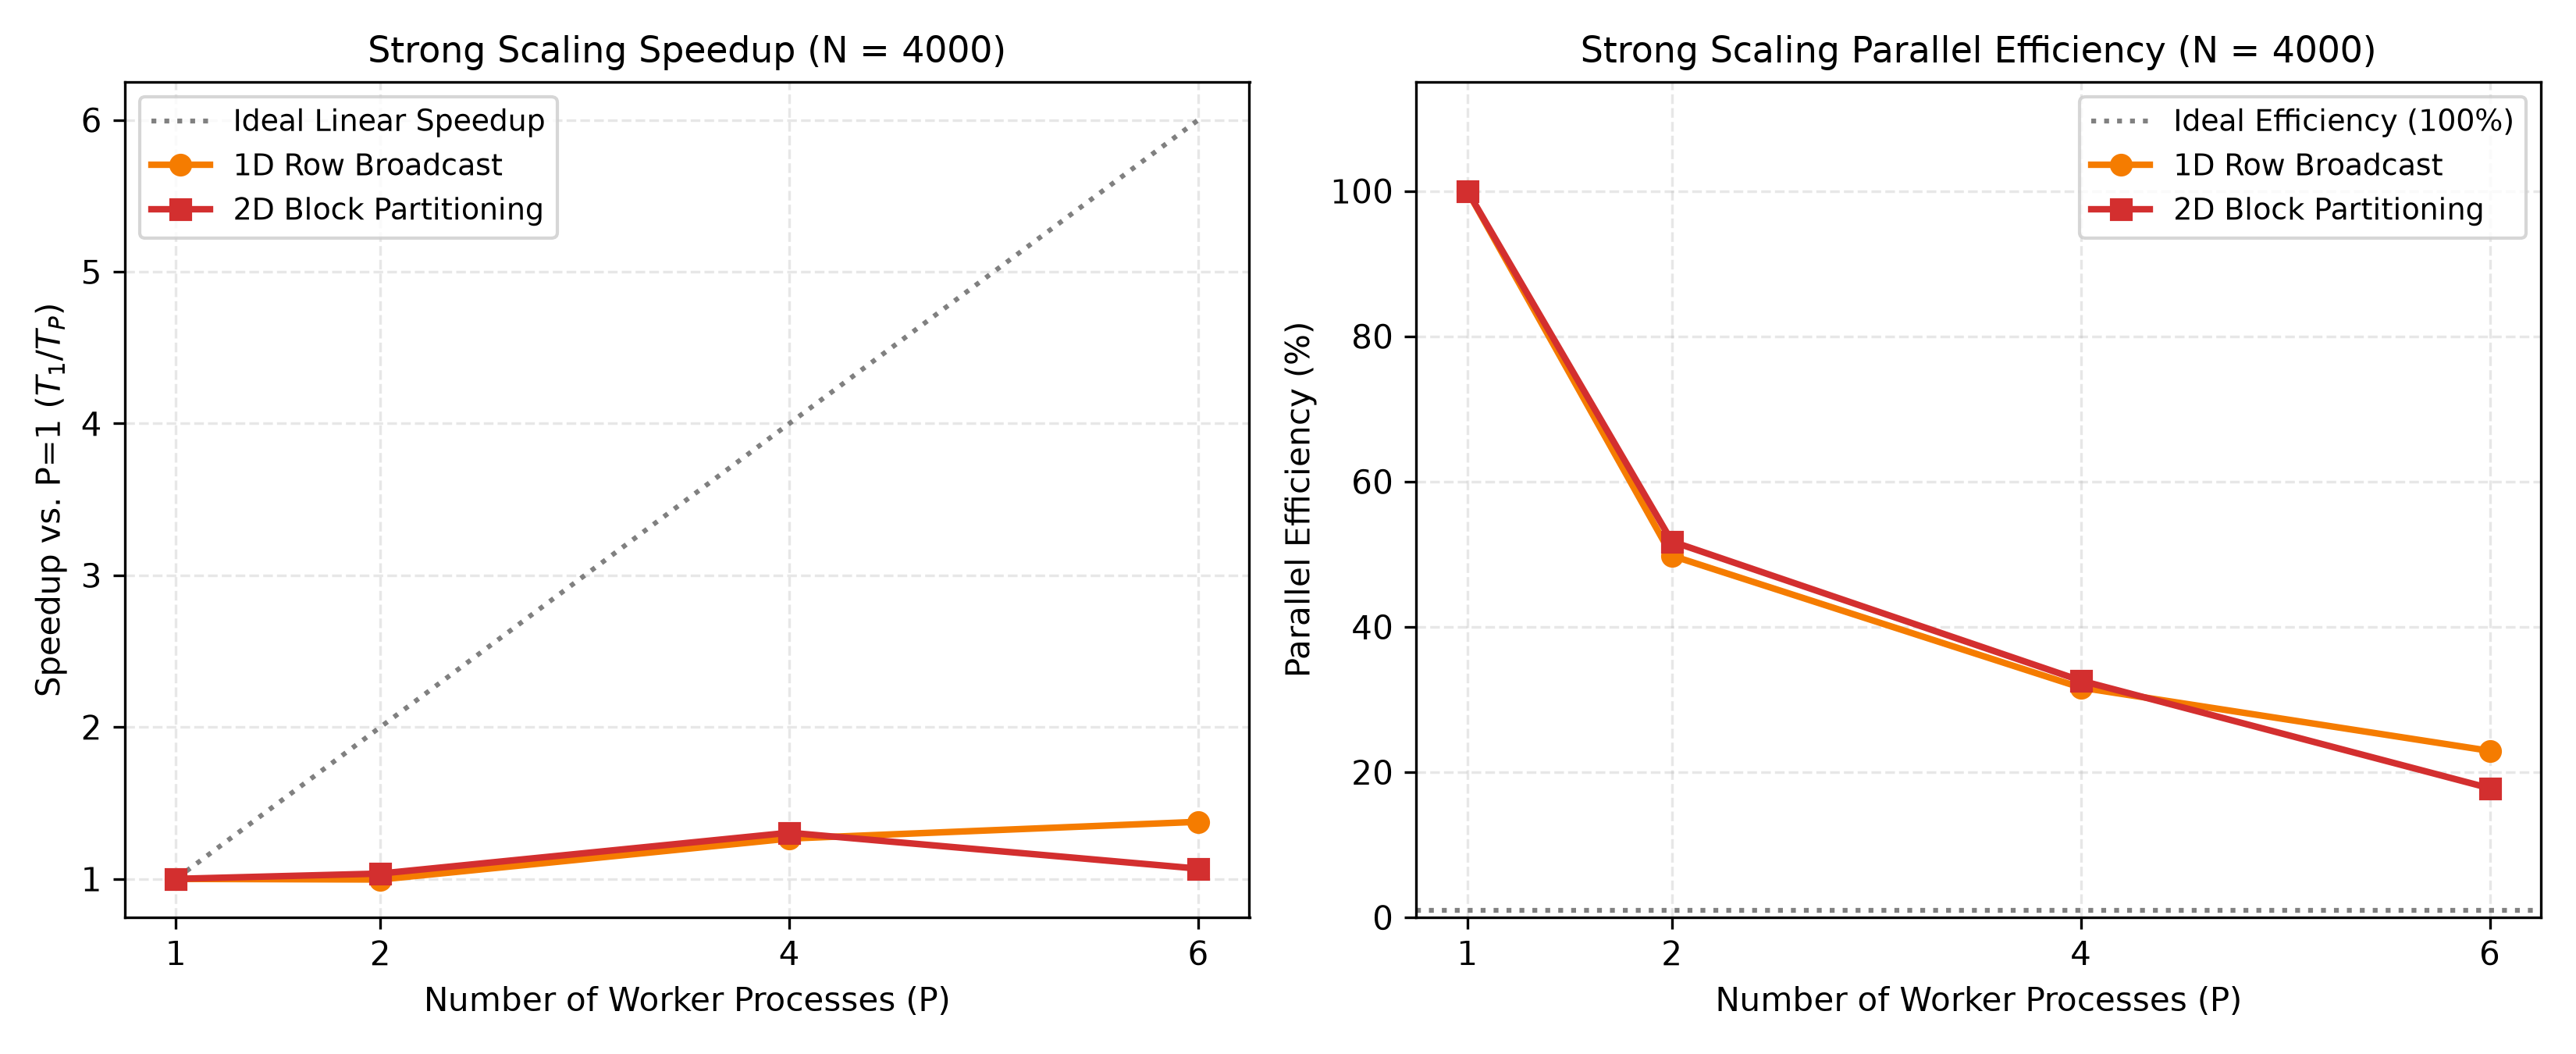 Strong Scaling Speedup (N = 4000)
Ideal Linear Speedup
1D Row Broadcast
2D Block Partitioning
Speedup vs. P=1 (T₁/T_P)
6
5
4
3
2
1
1 2 4 6
Number of Worker Processes (P)
Strong Scaling Parallel Efficiency (N = 4000)
Ideal Efficiency (100%)
1D Row Broadcast
2D Block Partitioning
Parallel Efficiency (%)
100
80
60
40
20
0
1 2 4 6
Number of Worker Processes (P)